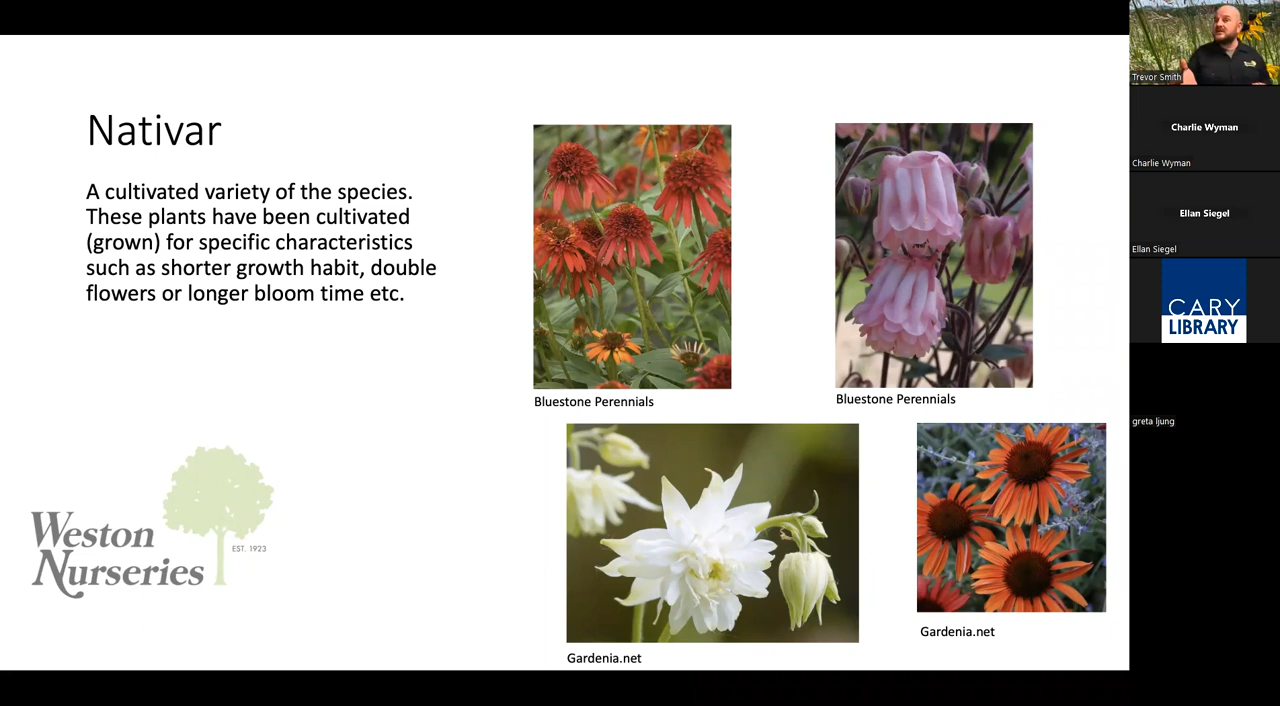 Nativar
A cultivated variety of the species.
These plants have been cultivated
(grown) for specific characteristics
such as shorter growth habit, double
flowers or longer bloom time etc.
Bluestone Perennials
Bluestone Perennials
Gardenia.net
Gardenia.net
Weston
Nurseries
EST. 1923
Trevor Smith
Charlie Wyman
Charlie Wyman
Ellan Siegel
Ellan Siegel
CARY
LIBRARY
greta ljung